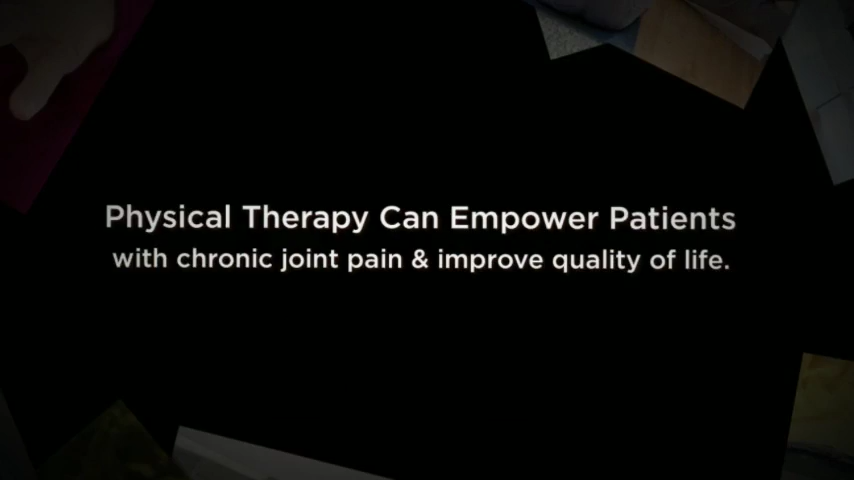 Physical Therapy Can Empower Patients
with chronic joint pain & improve quality of life.